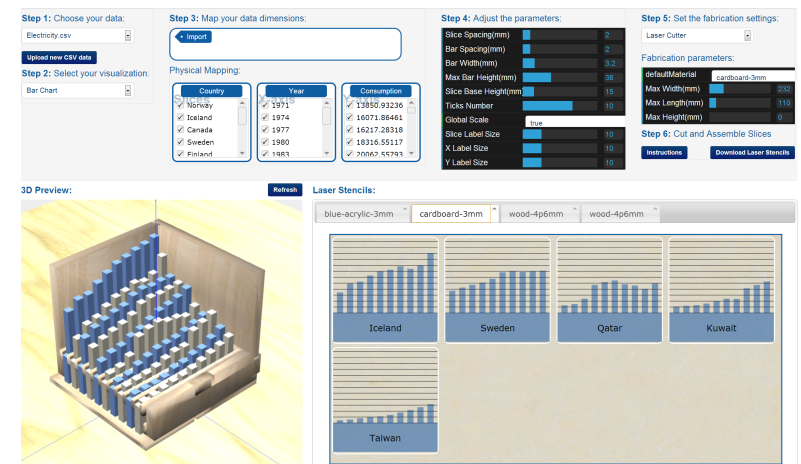 Step 1: Choose your data:
Electricity.csv
Upload new CSV data
Step 2: Select your visualization:
Bar Chart
Step 3: Map your data dimensions:
Import
Physical Mapping:
Country
Slices
Norway
Iceland
Canada
Sweden
Finland
Year
X-axis
1971
1974
1977
1980
1983
Consumption
Y-axis
13850.93236
16071.86461
16217.28318
18316.55117
20062.55793
Step 4: Adjust the parameters:
Slice Spacing(mm) 2
Bar Spacing(mm) 2
Bar Width(mm) 3.2
Max Bar Height(mm) 38
Slice Base Height(mm 15
Ticks Number 10
Global Scale true
Slice Label Size 10
X Label Size 10
Y Label Size 10
Step 5: Set the fabrication settings:
Laser Cutter
Fabrication parameters:
defaultMaterial cardboard-3mm
Max Width(mm) 232
Max Length(mm) 110
Max Height(mm) 0
Step 6: Cut and Assemble Slices
Instructions Download Laser Stencils
3D Preview: Refresh
Laser Stencils:
blue-acrylic-3mm cardboard-3mm wood-4p6mm wood-4p6mm
Iceland Sweden Qatar Kuwait
Taiwan